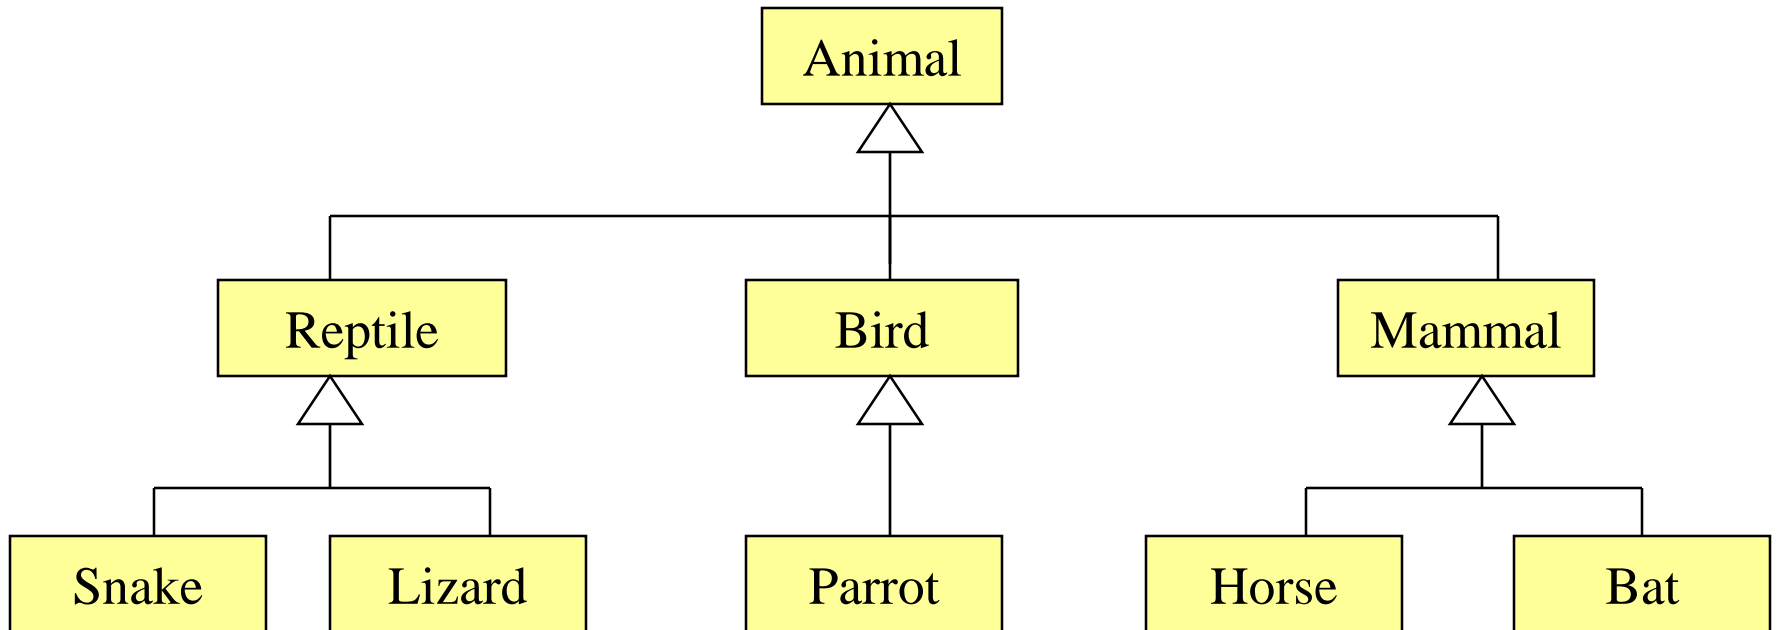 Animal
Reptile
Bird
Mammal
Snake
Lizard
Parrot
Horse
Bat